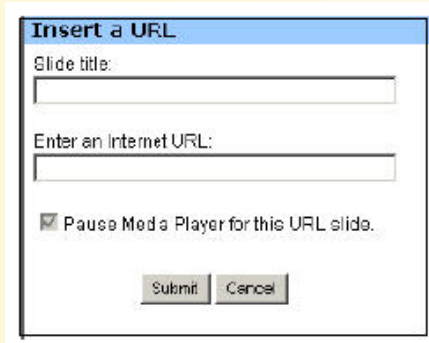 Insert a URL
Slide title:
Enter an Internet URL:
Pause Media Player for this URL slide.
Submit Cancel